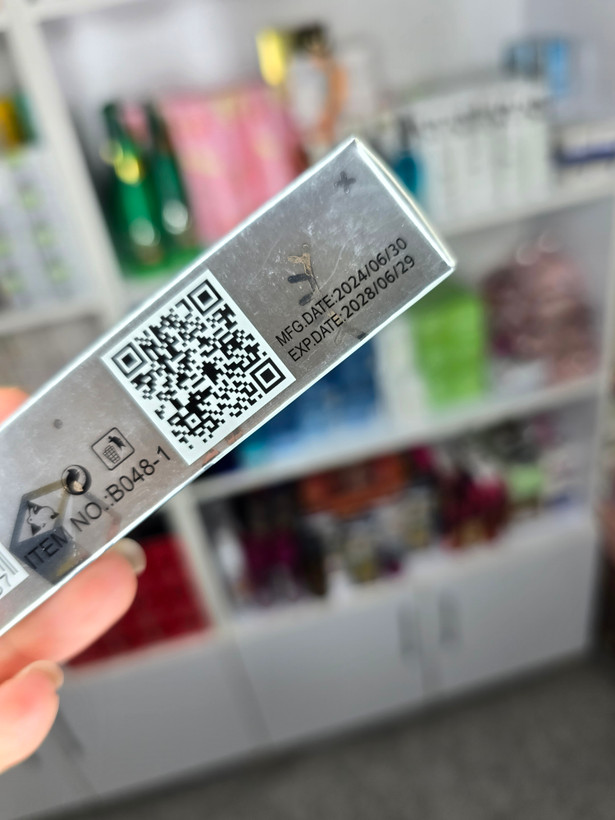 MFG.DATE:2024/06/30
EXP.DATE:2028/06/29
ITEM NO.:B048-1